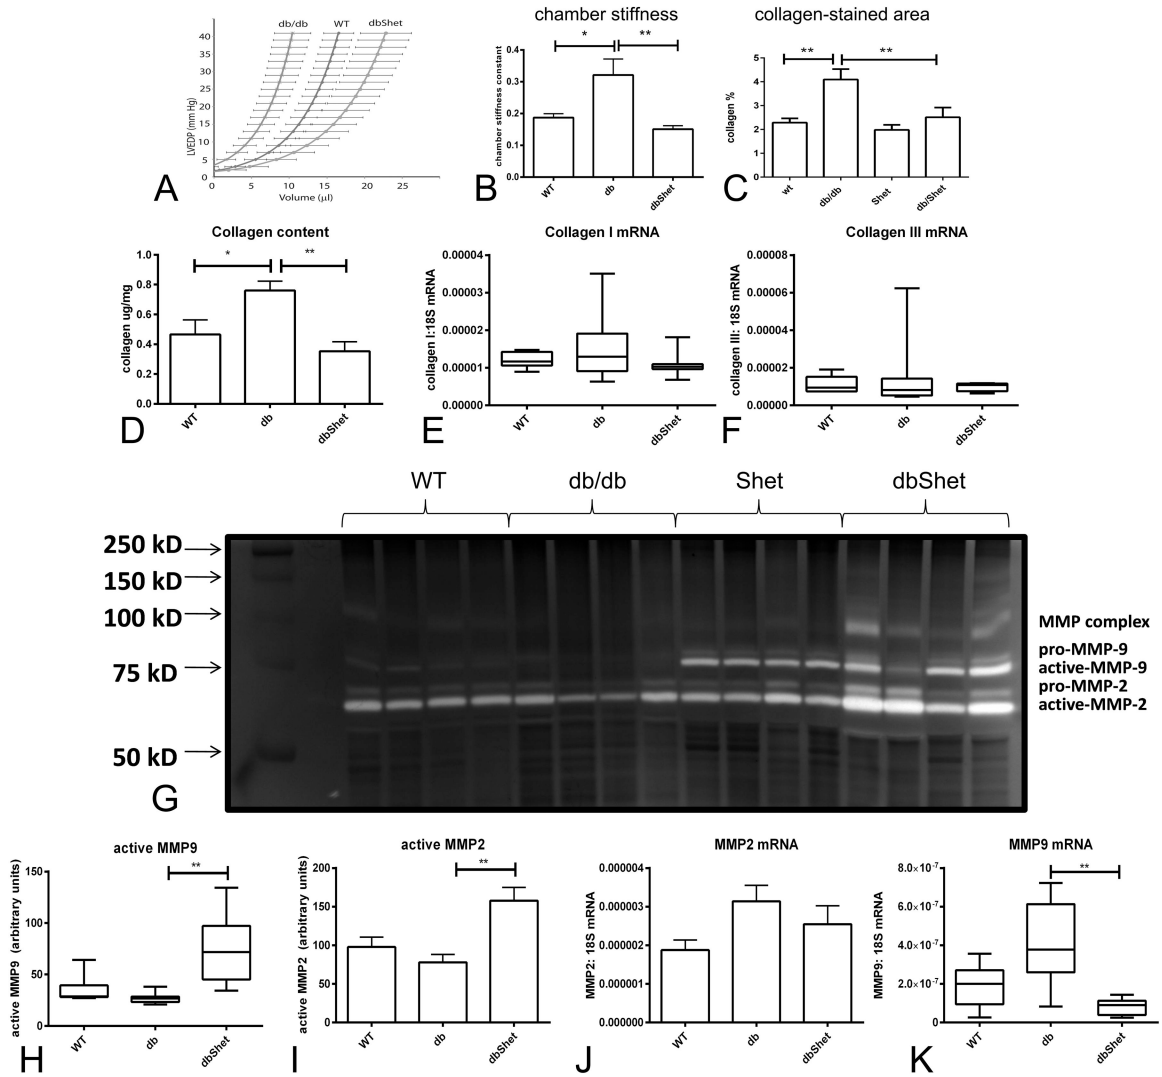 db/db WT dbShet
LVEDP (mm Hg)
40
35
30
25
20
15
10
5
0
0 5 10 15 20 25
Volume (µl)
A
chamber stiffness
* **
chamber stiffness constant
0.4
0.3
0.2
0.1
0.0
WT db dbShet
B
collagen-stained area
** **
collagen %
5
4
3
2
1
0
wt db/db Shet db/Shet
C
Collagen content
* **
collagen ug/mg
1.0
0.8
0.6
0.4
0.2
0.0
WT db dbShet
D
Collagen I mRNA
collagen I:18S mRNA
0.00004
0.00003
0.00002
0.00001
0.00000
WT db dbShet
E
Collagen III mRNA
collagen III: 18S mRNA
0.00008
0.00006
0.00004
0.00002
0.00000
WT db dbShet
F
WT db/db Shet dbShet
250 kD
150 kD
100 kD
75 kD
50 kD
MMP complex
pro-MMP-9
active-MMP-9
pro-MMP-2
active-MMP-2
G
active MMP9
**
active MMP9 (arbitrary units)
150
100
50
0
WT db dbShet
H
active MMP2
**
active MMP2 (arbitrary units)
200
150
100
50
0
WT db dbShet
I
MMP2 mRNA
MMP2: 18S mRNA
0.000004
0.000003
0.000002
0.000001
0.000000
WT db dbShet
J
MMP9 mRNA
**
MMP9: 18S mRNA
8.0×10⁻⁷
6.0×10⁻⁷
4.0×10⁻⁷
2.0×10⁻⁷
0
WT db dbShet
K